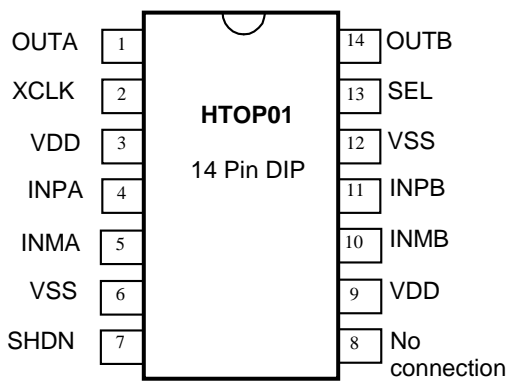 OUTA 1 14 OUTB
XCLK 2 13 SEL
HTOP01
VDD 3 12 VSS
14 Pin DIP
INPA 4 11 INPB
INMA 5 10 INMB
VSS 6 9 VDD
SHDN 7 8 No
connection